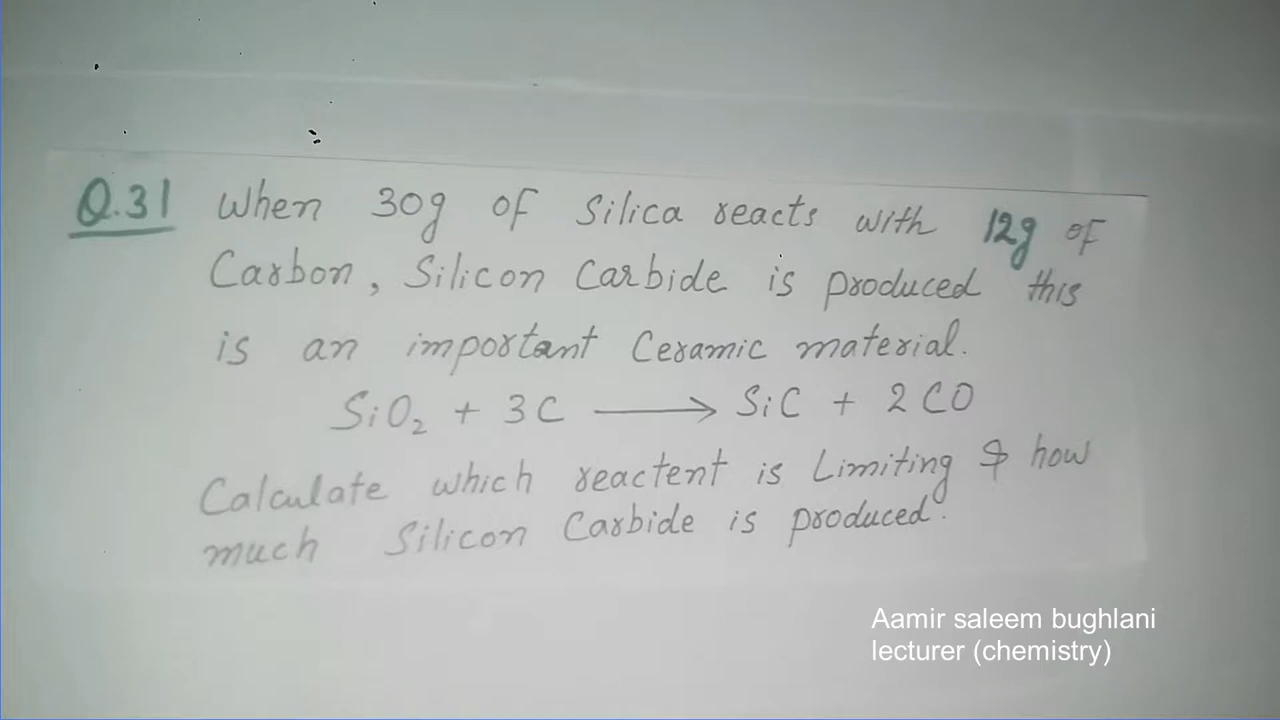 Q.31 When 30g of Silica reacts with 12g of
Carbon, Silicon Carbide is produced this
is an important Ceramic material.
SiO₂ + 3C ⟶ SiC + 2CO
Calculate which reactent is Limiting & how
much Silicon Carbide is produced.
Aamir saleem bughlani
lecturer (chemistry)